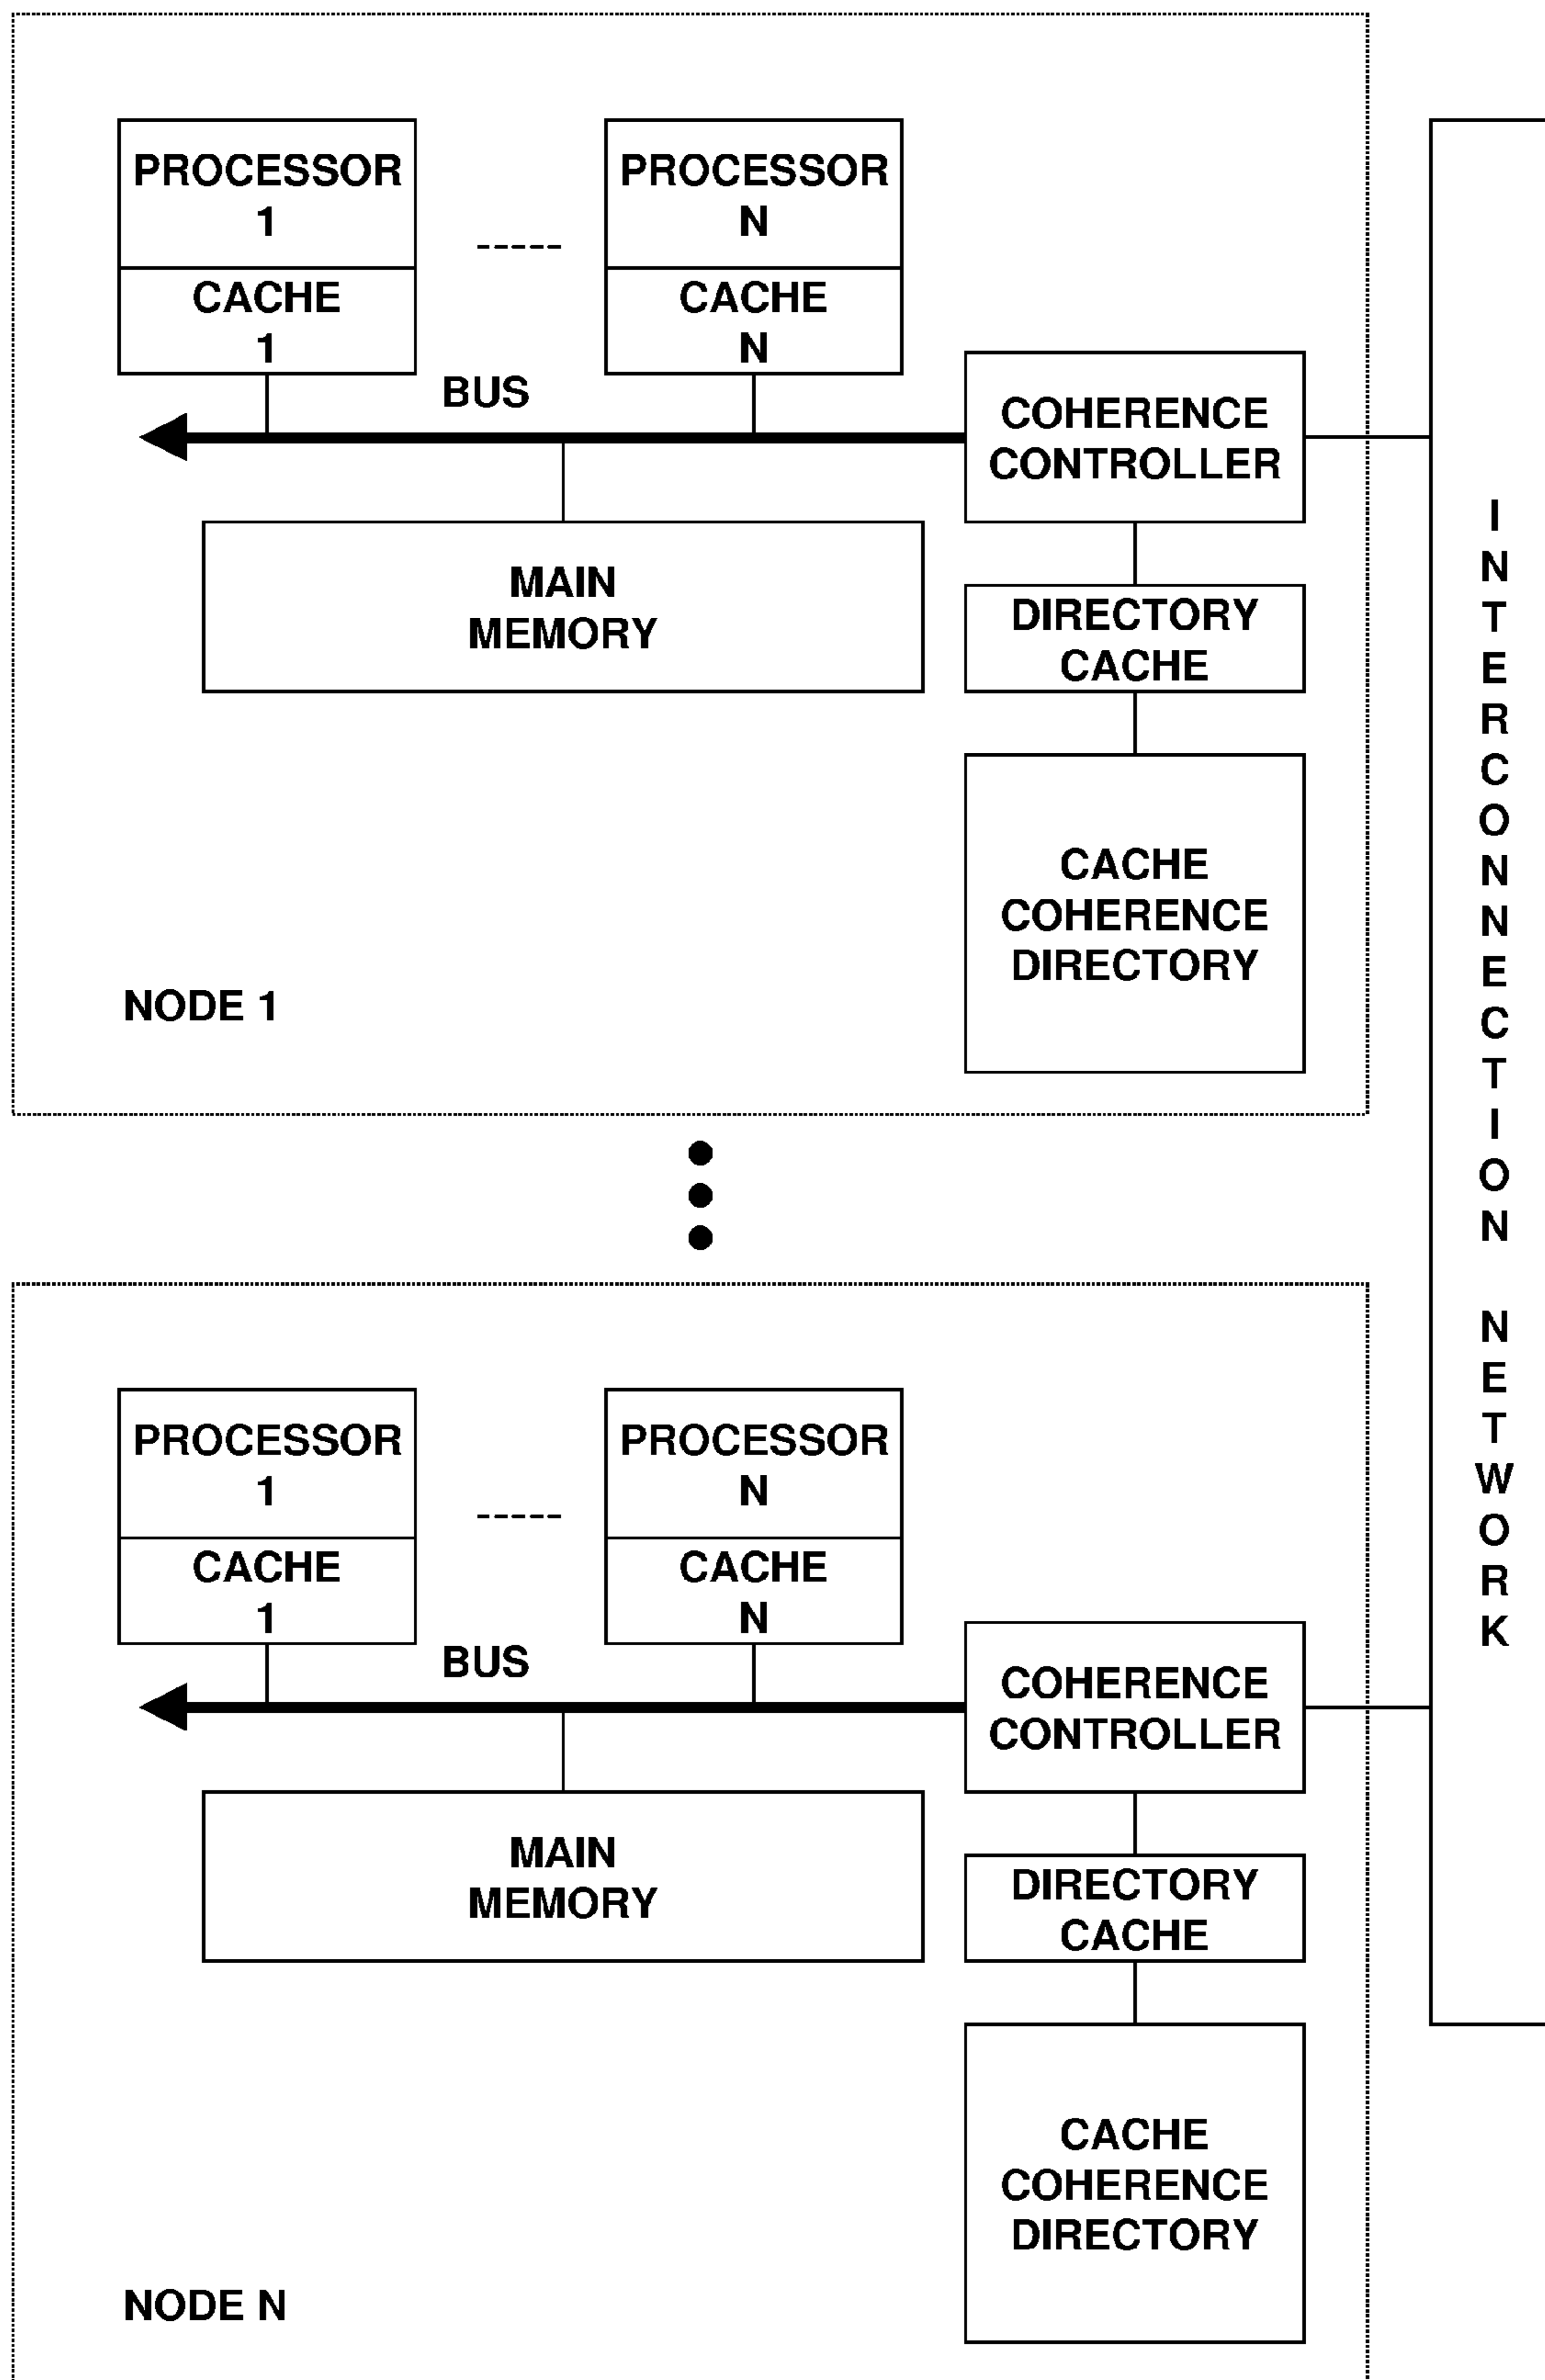 PROCESSOR
1
CACHE
1
PROCESSOR
N
CACHE
N
BUS
COHERENCE
CONTROLLER
MAIN
MEMORY
DIRECTORY
CACHE
CACHE
COHERENCE
DIRECTORY
NODE 1
INTERCONNECTION NETWORK
PROCESSOR
1
CACHE
1
PROCESSOR
N
CACHE
N
BUS
COHERENCE
CONTROLLER
MAIN
MEMORY
DIRECTORY
CACHE
CACHE
COHERENCE
DIRECTORY
NODE N